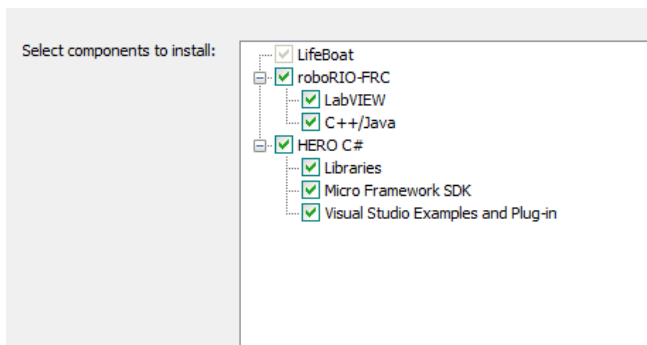 Select components to install:
LifeBoat
roboRIO-FRC
LabVIEW
C++/Java
HERO C#
Libraries
Micro Framework SDK
Visual Studio Examples and Plug-in